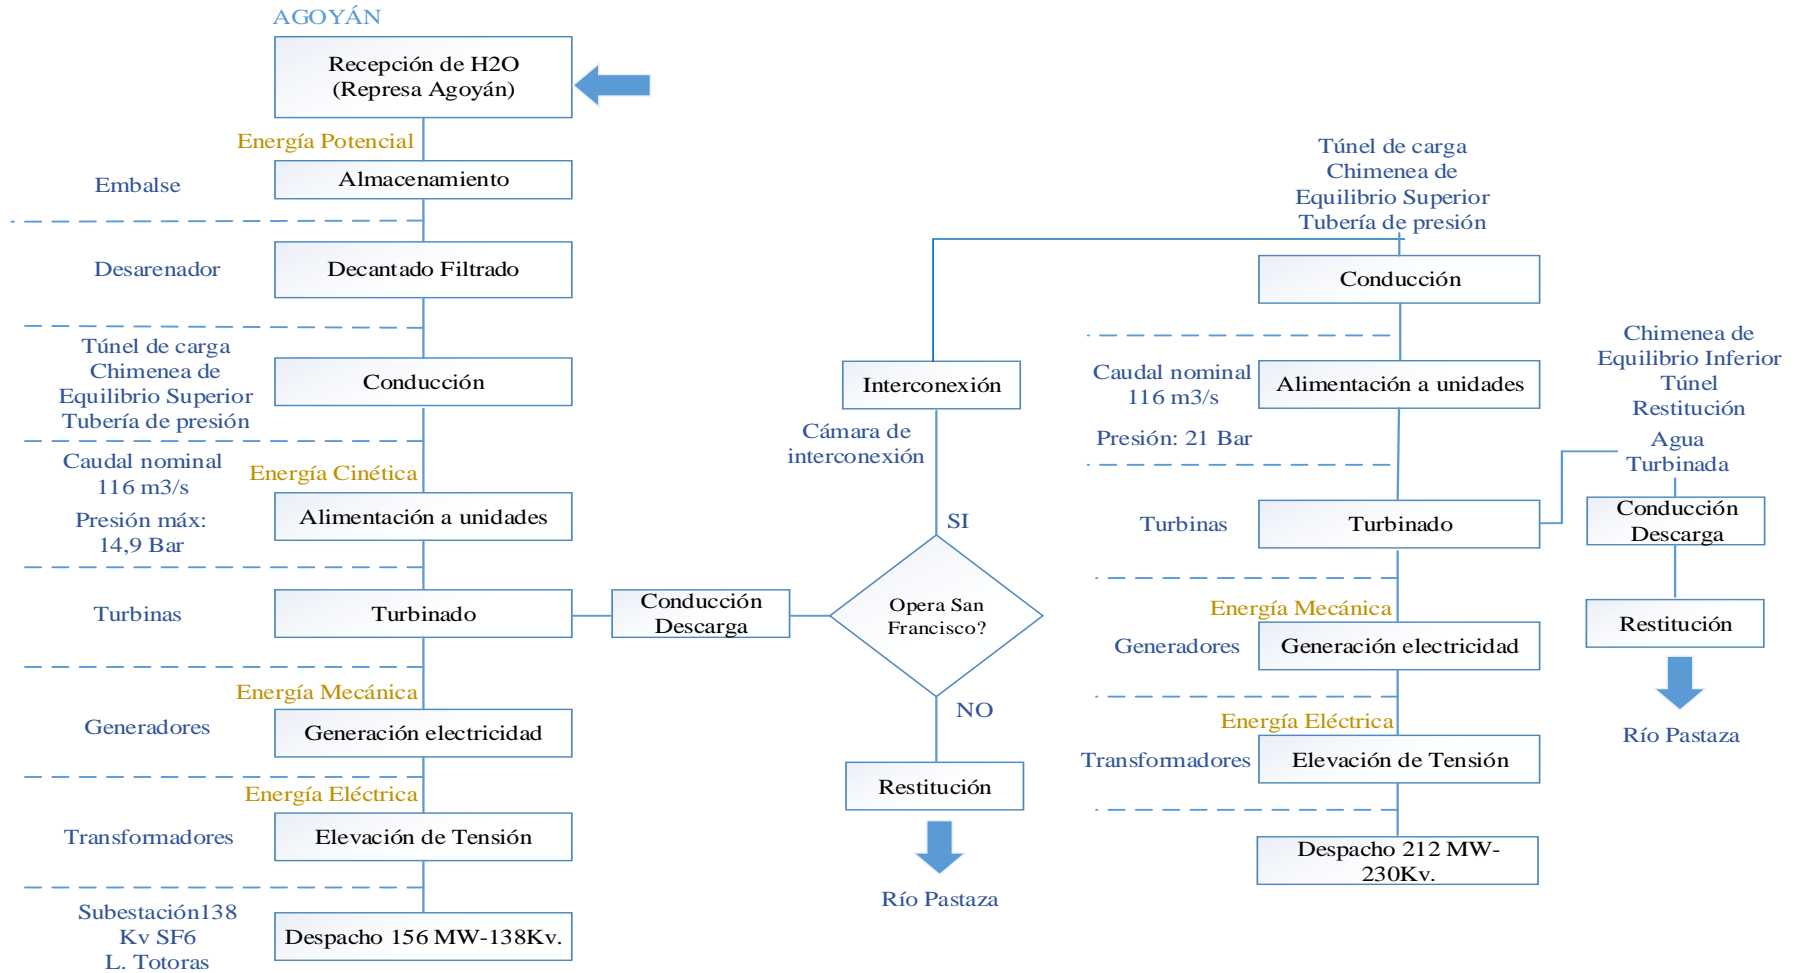 AGOYÁN
Recepción de H2O
(Represa Agoyán)
Energía Potencial
Embalse
Almacenamiento
Desarenador
Decantado Filtrado
Túnel de carga
Chimenea de
Equilibrio Superior
Tubería de presión
Conducción
Caudal nominal
116 m3/s
Energía Cinética
Presión máx:
14,9 Bar
Alimentación a unidades
Turbinas
Turbinado
Energía Mecánica
Generadores
Generación electricidad
Energía Eléctrica
Transformadores
Elevación de Tensión
Subestación138
Kv SF6
L. Totoras
Despacho 156 MW-138Kv.
Conducción
Descarga
Opera San
Francisco?
SI
Cámara de
interconexión
Interconexión
NO
Restitución
Río Pastaza
Túnel de carga
Chimenea de
Equilibrio Superior
Tubería de presión
Conducción
Caudal nominal
116 m3/s
Presión: 21 Bar
Alimentación a unidades
Turbinas
Turbinado
Energía Mecánica
Generadores
Generación electricidad
Energía Eléctrica
Transformadores
Elevación de Tensión
Despacho 212 MW-
230Kv.
Chimenea de
Equilibrio Inferior
Túnel
Restitución
Agua
Turbinada
Conducción
Descarga
Restitución
Río Pastaza